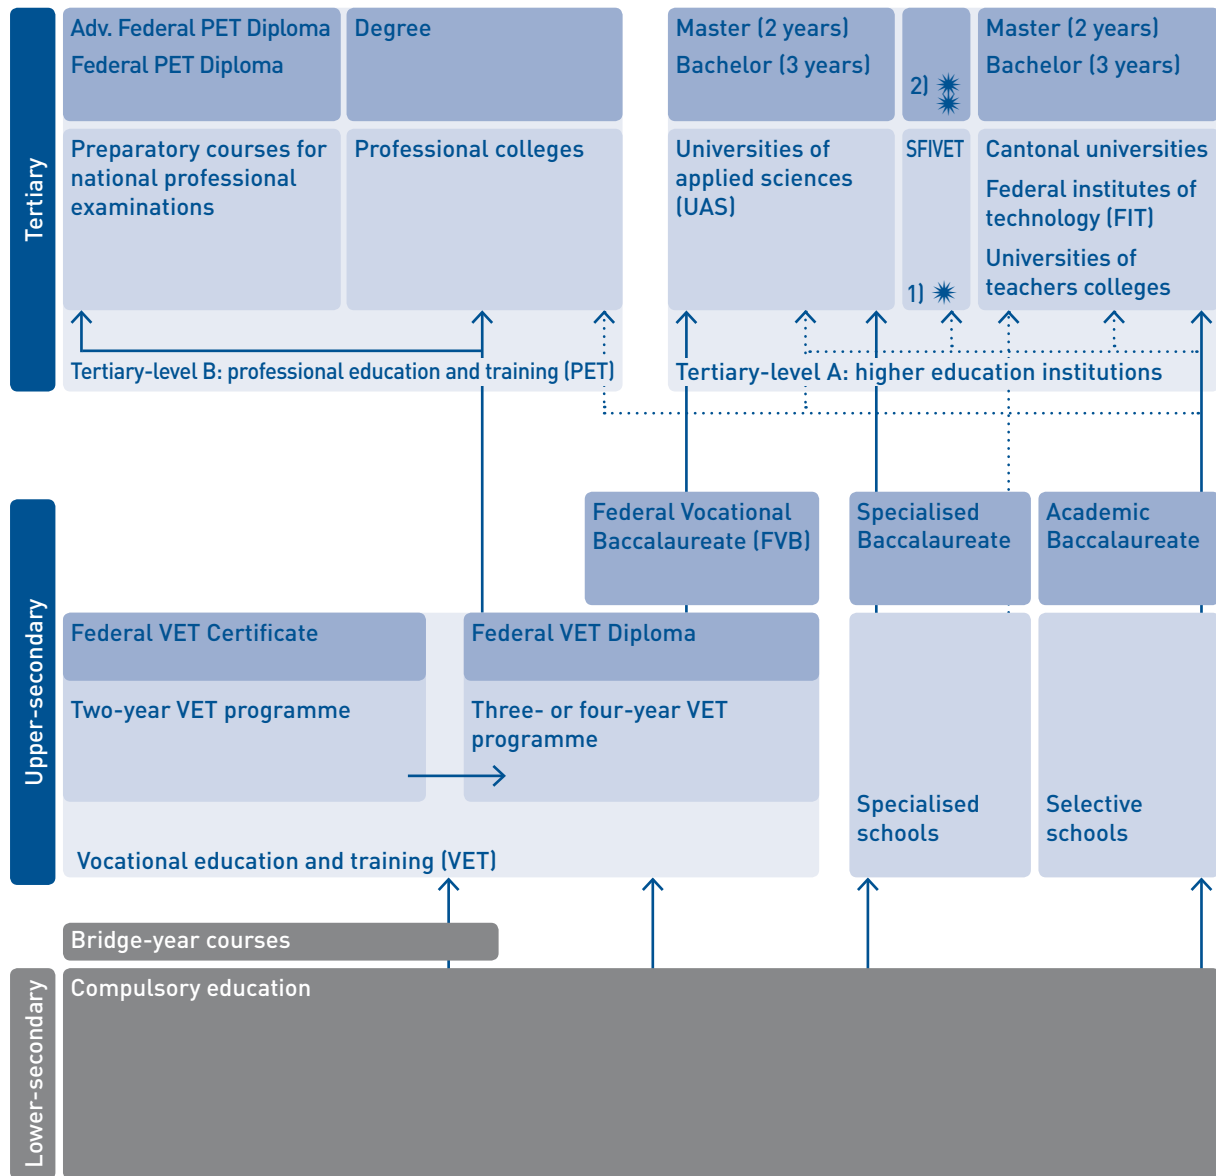 Tertiary
Adv. Federal PET Diploma
Federal PET Diploma
Degree
Master (2 years)
Bachelor (3 years)
2)
Master (2 years)
Bachelor (3 years)
Preparatory courses for
national professional
examinations
Professional colleges
Universities of
applied sciences
(UAS)
SFIVET
1)
Cantonal universities
Federal institutes of
technology (FIT)
Universities of
teachers colleges
Tertiary-level B: professional education and training (PET)
Tertiary-level A: higher education institutions
Upper-secondary
Federal Vocational
Baccalaureate (FVB)
Specialised
Baccalaureate
Academic
Baccalaureate
Federal VET Certificate
Federal VET Diploma
Two-year VET programme
Three- or four-year VET
programme
Specialised
schools
Selective
schools
Vocational education and training (VET)
Bridge-year courses
Lower-secondary
Compulsory education